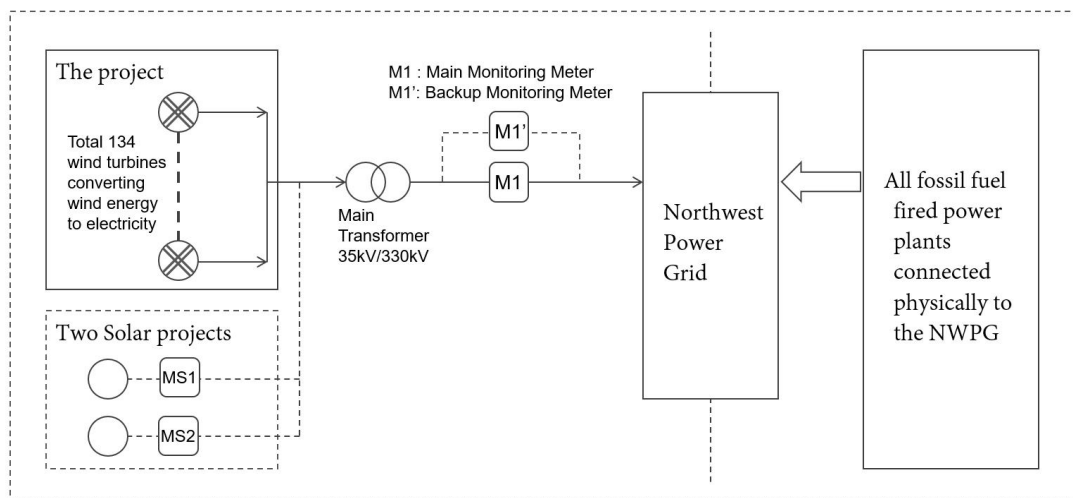 The project
Total 134
wind turbines
converting
wind energy
to electricity
Two Solar projects
MS1
MS2
Main
Transformer
35kV/330kV
M1 : Main Monitoring Meter
M1’: Backup Monitoring Meter
M1’
M1
Northwest
Power
Grid
All fossil fuel
fired power
plants
connected
physically to
the NWPG